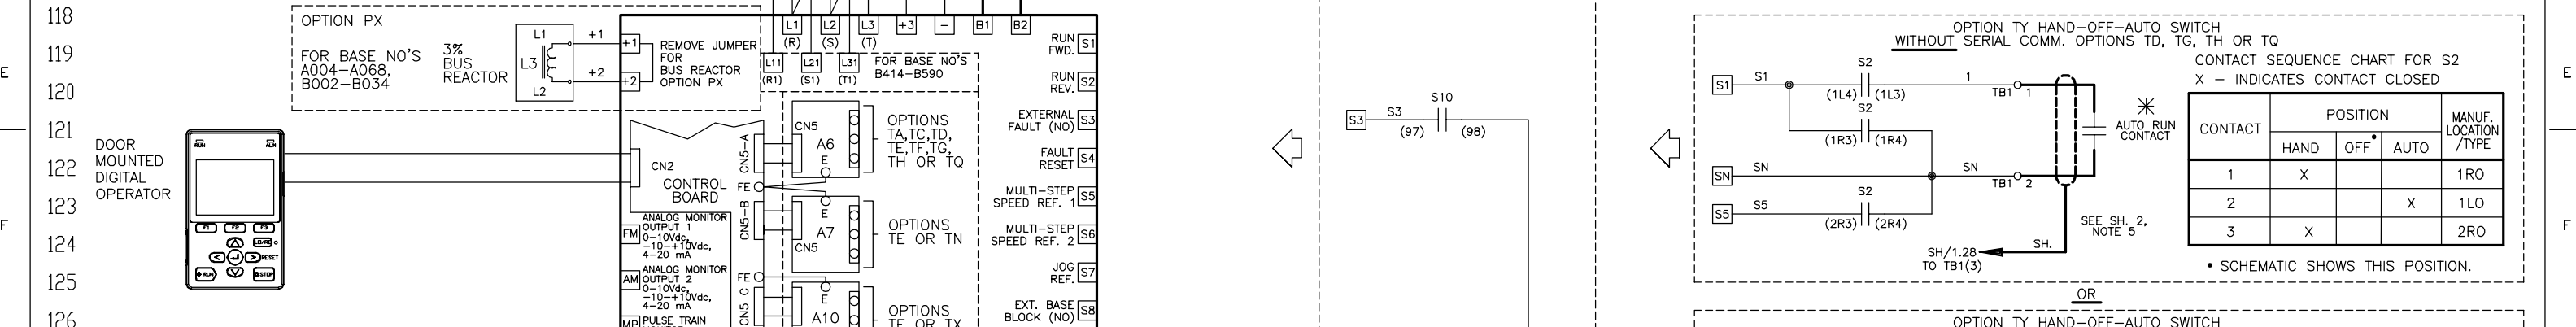 118
119
120
121
122
123
124
125
126
E
F
OPTION PX
FOR BASE NO'S
A004-A068,
B002-B034
3%
BUS
REACTOR
L1
L3
L2
+1
+2
+1
+2
REMOVE JUMPER
FOR
BUS REACTOR
OPTION PX
L1
L2
L3
+3
-
B1
B2
(R)
(S)
(T)
L11
L21
L31
(R1)
(S1)
(T1)
FOR BASE NO'S
B414-B590
DOOR
MOUNTED
DIGITAL
OPERATOR
RUN
ALM
F1
F2
F3
LO/RE
RESET
RUN
STOP
CN2
CONTROL
BOARD
CN5-A
CN5
A6
E
OPTIONS
TA,TC,TD,
TE,TF,TG,
TH OR TQ
FE
CN5-B
E
A7
CN5
OPTIONS
TE OR TN
FE
CN5 C
E
A10
OPTIONS
TE OR TX
FM
ANALOG MONITOR
OUTPUT 1
0-10Vdc,
-10-+10Vdc,
4-20 mA
AM
ANALOG MONITOR
OUTPUT 2
0-10Vdc,
-10-+10Vdc,
4-20 mA
MP
PULSE TRAIN
RUN
FWD.
S1
RUN
REV.
S2
EXTERNAL
FAULT (NO)
S3
FAULT
RESET
S4
MULTI-STEP
SPEED REF. 1
S5
MULTI-STEP
SPEED REF. 2
S6
JOG
REF.
S7
EXT. BASE
BLOCK (NO)
S8
S3
S3
S10
(97)
(98)
OPTION TY HAND-OFF-AUTO SWITCH
WITHOUT SERIAL COMM. OPTIONS TD, TG, TH OR TQ
S1
S1
S2
(1L4)
(1L3)
1
TB1
1
S2
(1R3)
(1R4)
SN
SN
SN
TB1
2
S5
S5
S2
(2R3)
(2R4)
AUTO RUN
CONTACT
SEE SH. 2,
NOTE 5
SH.
SH/1.28
TO TB1(3)
CONTACT SEQUENCE CHART FOR S2
X - INDICATES CONTACT CLOSED
CONTACT
POSITION
MANUF.
LOCATION
/TYPE
HAND
OFF•
AUTO
1 X 1RO
2 X 1LO
3 X 2RO
• SCHEMATIC SHOWS THIS POSITION.
OR
OPTION TY HAND-OFF-AUTO SWITCH
E
F